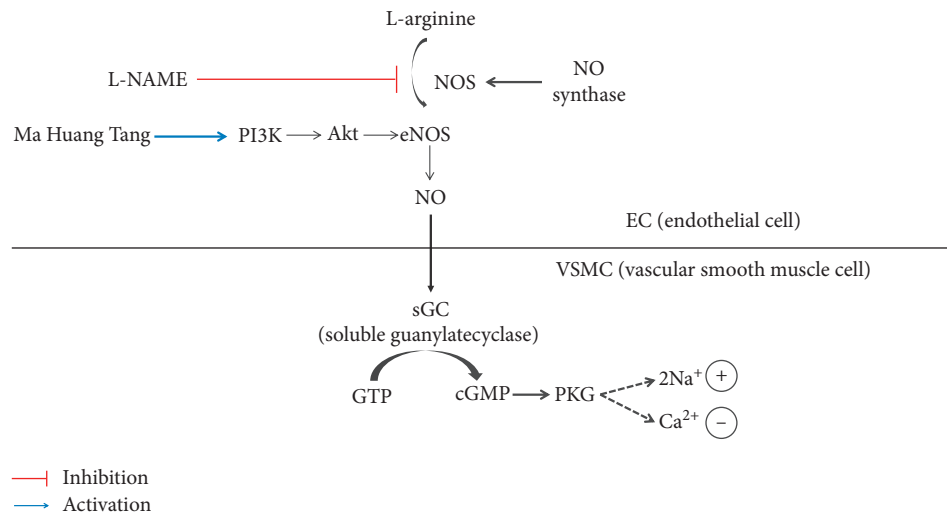 L-arginine
L-NAME
NOS
NO
synthase
Ma Huang Tang
PI3K
Akt
eNOS
NO
EC (endothelial cell)
VSMC (vascular smooth muscle cell)
sGC
(soluble guanylatecyclase)
GTP
cGMP
PKG
2Na⁺ +
Ca²⁺ −
Inhibition
Activation